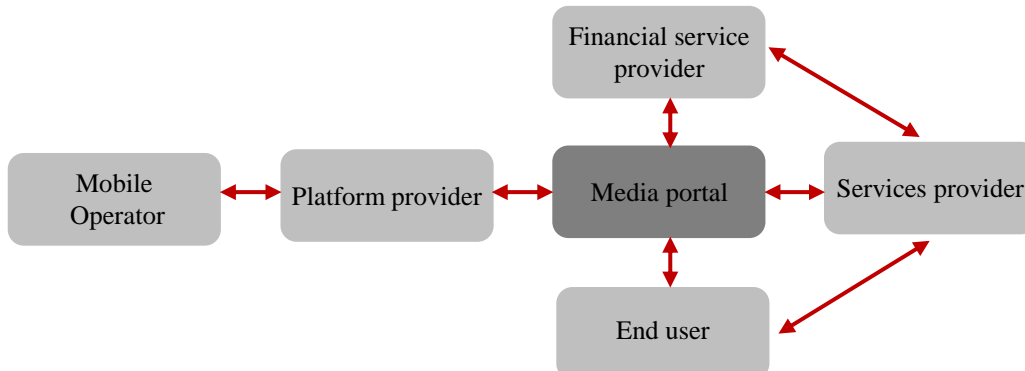 Financial service
provider
Mobile
Operator
Platform provider
Media portal
Services provider
End user